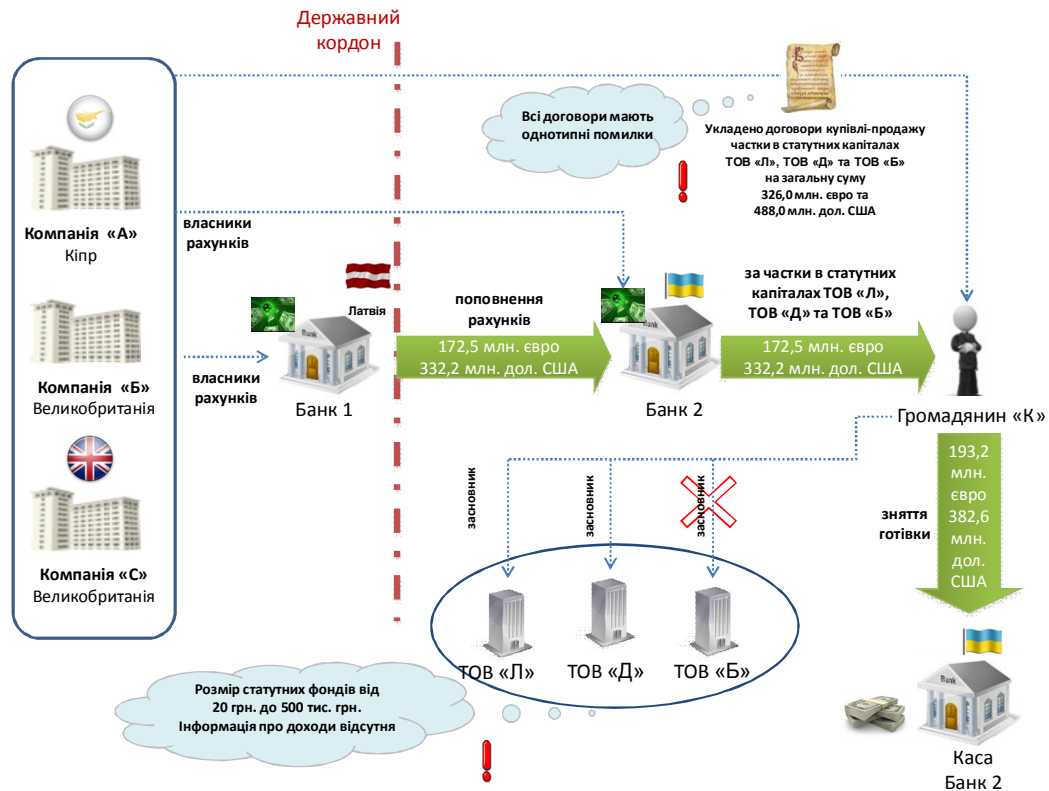 Державний
кордон
Всі договори мають
однотипні помилки
Укладено договори купівлі-продажу
частки в статутних капіталах
ТОВ «Л», ТОВ «Д» та ТОВ «Б»
на загальну суму
326,0 млн. євро та
488,0 млн. дол. США
Компанія «А»
Кіпр
власники
рахунків
Латвія
поповнення
рахунків
за частки в статутних
капіталах ТОВ «Л»,
ТОВ «Д» та ТОВ «Б»
Bank
Bank
172,5 млн. євро
332,2 млн. дол. США
172,5 млн. євро
332,2 млн. дол. США
Компанія «Б»
Великобританія
власники
рахунків
Банк 1
Банк 2
Громадянин «К»
193,2
млн.
євро
382,6
млн.
дол.
США
засновник
засновник
засновник
зняття
готівки
Компанія «С»
Великобританія
ТОВ «Л»
ТОВ «Д»
ТОВ «Б»
Розмір статутних фондів від
20 грн. до 500 тис. грн.
Інформація про доходи відсутня
Bank
Каса
Банк 2